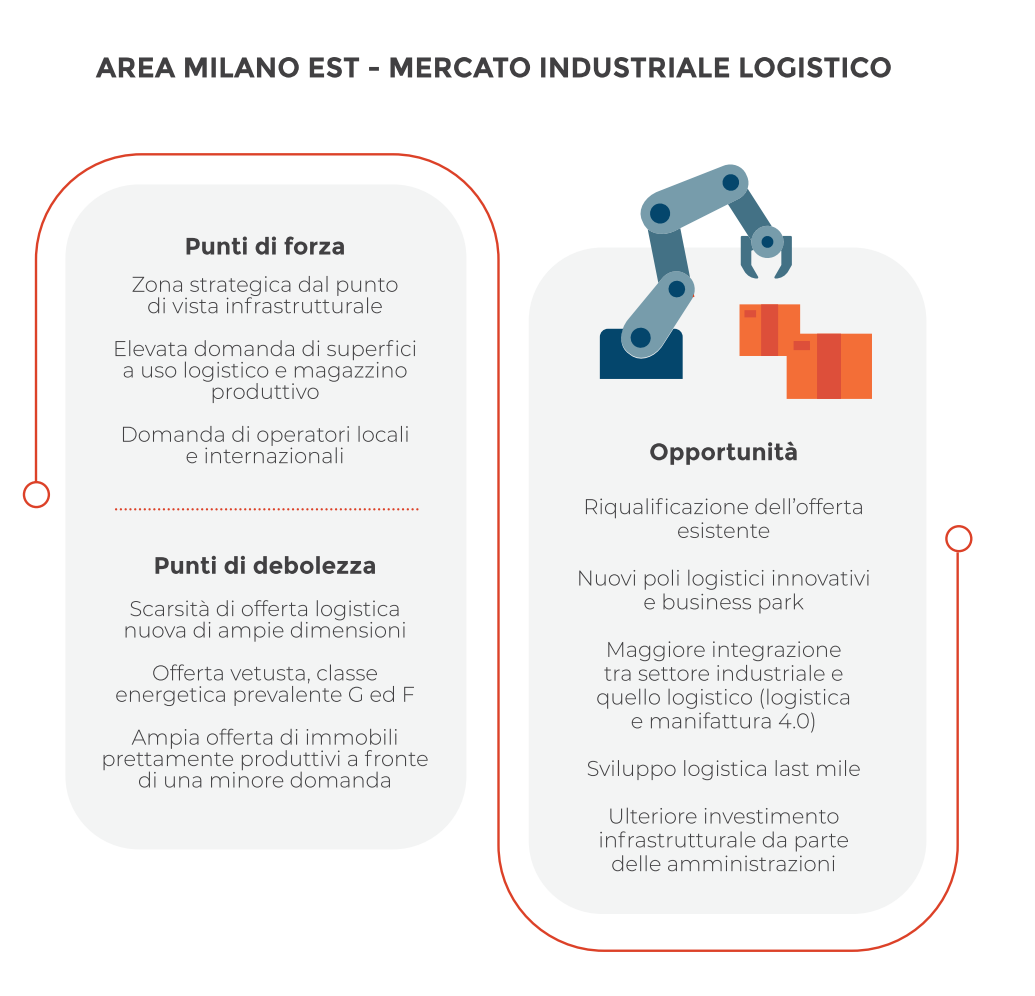 AREA MILANO EST - MERCATO INDUSTRIALE LOGISTICO
Punti di forza
Zona strategica dal punto
di vista infrastrutturale
Elevata domanda di superfici
a uso logistico e magazzino
produttivo
Domanda di operatori locali
e internazionali
Punti di debolezza
Scarsità di offerta logistica
nuova di ampie dimensioni
Offerta vetusta, classe
energetica prevalente G ed F
Ampia offerta di immobili
prettamente produttivi a fronte
di una minore domanda
Opportunità
Riqualificazione dell’offerta
esistente
Nuovi poli logistici innovativi
e business park
Maggiore integrazione
tra settore industriale e
quello logistico (logistica
e manifattura 4.0)
Sviluppo logistica last mile
Ulteriore investimento
infrastrutturale da parte
delle amministrazioni